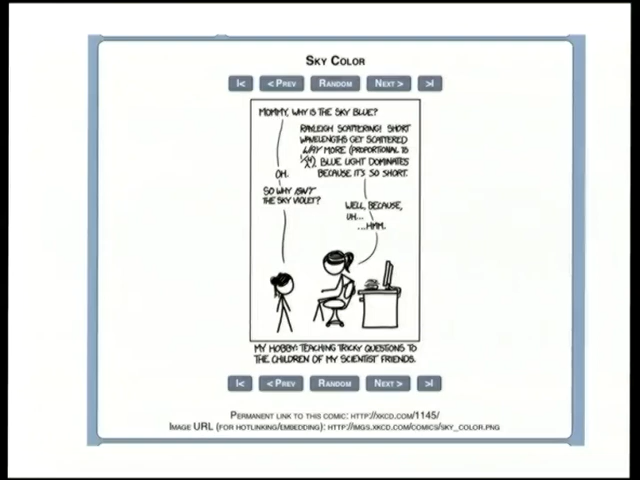 Sky Color
|< < Prev Random Next > >|
MOMMY, WHY IS THE SKY BLUE?
RAYLEIGH SCATTERING! SHORT
WAVELENGTHS GET SCATTERED
WAY MORE (PROPORTIONAL TO
1/λ⁴). BLUE LIGHT DOMINATES
BECAUSE IT'S SO SHORT.
OH.
SO WHY ISN'T
THE SKY VIOLET?
WELL, BECAUSE,
UH...
...HMM.
MY HOBBY: TEACHING TRICKY QUESTIONS TO
THE CHILDREN OF MY SCIENTIST FRIENDS.
|< < Prev Random Next > >|
Permanent link to this comic: http://xkcd.com/1145/
Image URL (for hotlinking/embedding): http://imgs.xkcd.com/comics/sky_color.png